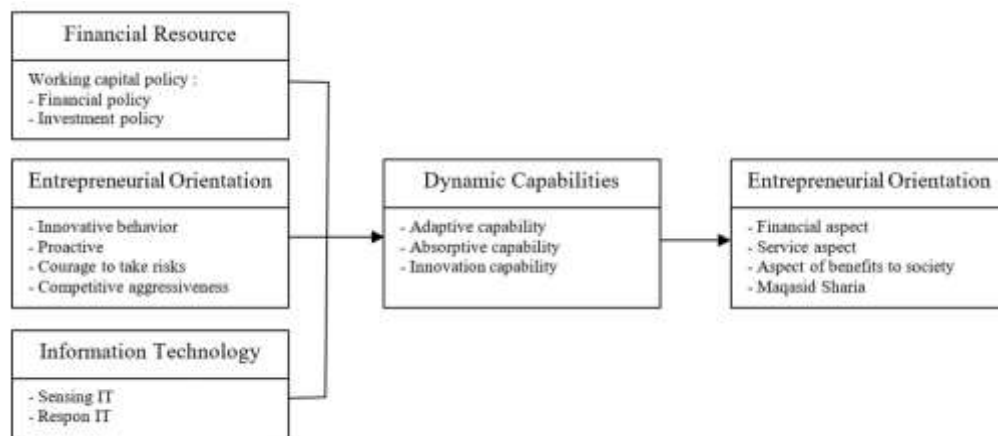 Financial Resource
Working capital policy :
- Financial policy
- Investment policy
Entrepreneurial Orientation
- Innovative behavior
- Proactive
- Courage to take risks
- Competitive aggressiveness
Information Technology
- Sensing IT
- Respon IT
Dynamic Capabilities
- Adaptive capability
- Absorptive capability
- Innovation capability
Entrepreneurial Orientation
- Financial aspect
- Service aspect
- Aspect of benefits to society
- Maqasid Sharia